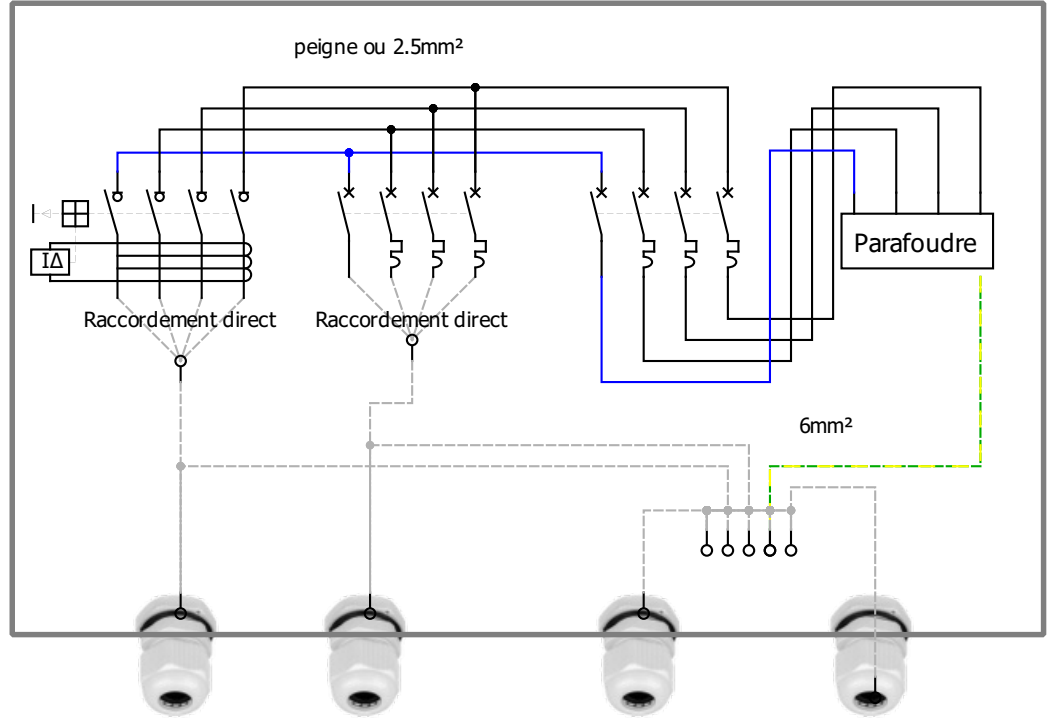 peigne ou 2.5mm²
Parafoudre
IΔ
Raccordement direct
Raccordement direct
6mm²